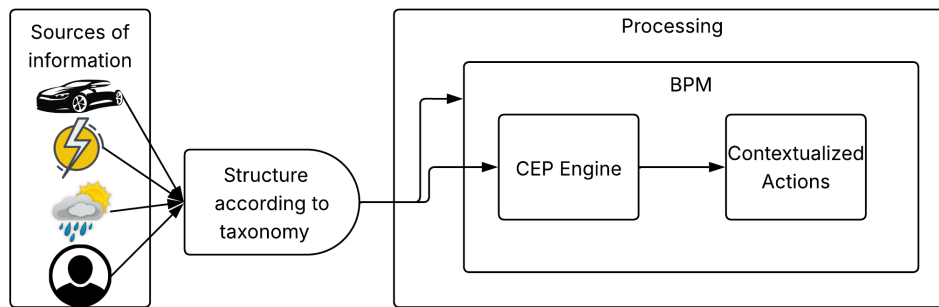 Sources of
information
Structure
according to
taxonomy
Processing
BPM
CEP Engine
Contextualized
Actions